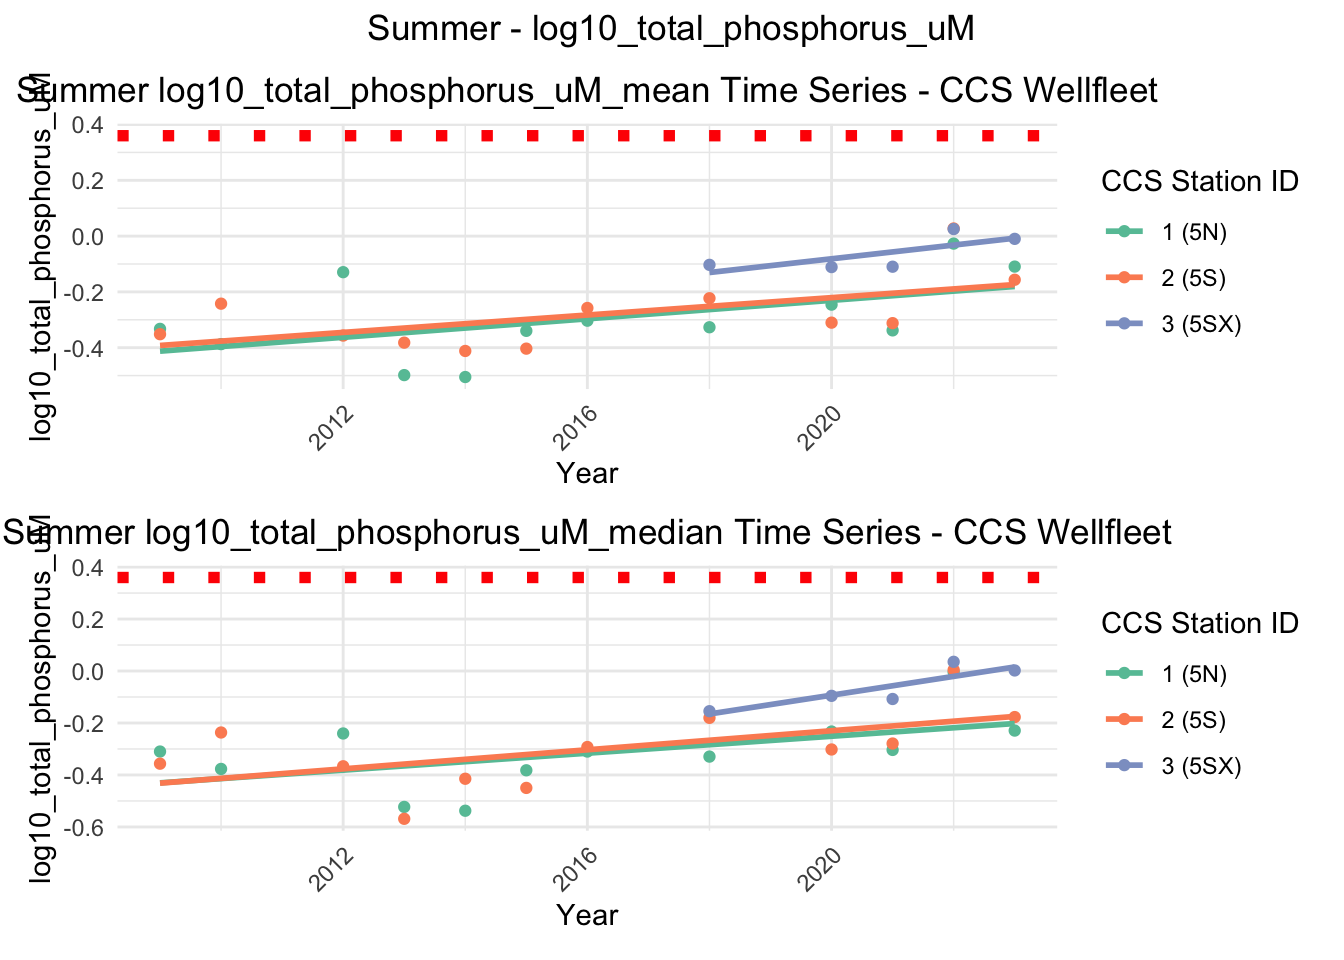 Summer - log10_total_phosphorus_uM
Summer log10_total_phosphorus_uM_mean Time Series - CCS Wellfleet
log10_total_phosphorus_uM
0.4
0.2
0.0
-0.2
-0.4
2012
2016
2020
Year
CCS Station ID
1 (5N)
2 (5S)
3 (5SX)
Summer log10_total_phosphorus_uM_median Time Series - CCS Wellfleet
log10_total_phosphorus_uM
0.4
0.2
0.0
-0.2
-0.4
-0.6
2012
2016
2020
Year
CCS Station ID
1 (5N)
2 (5S)
3 (5SX)